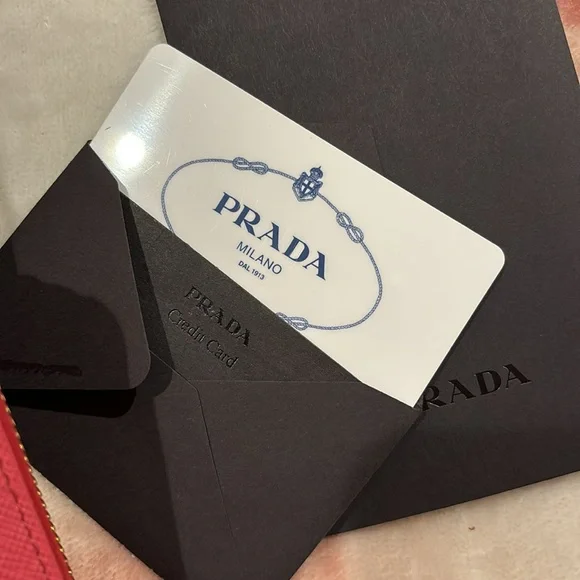 PRADA
MILANO
DAL 1913
PRADA
Credit Card
RADA